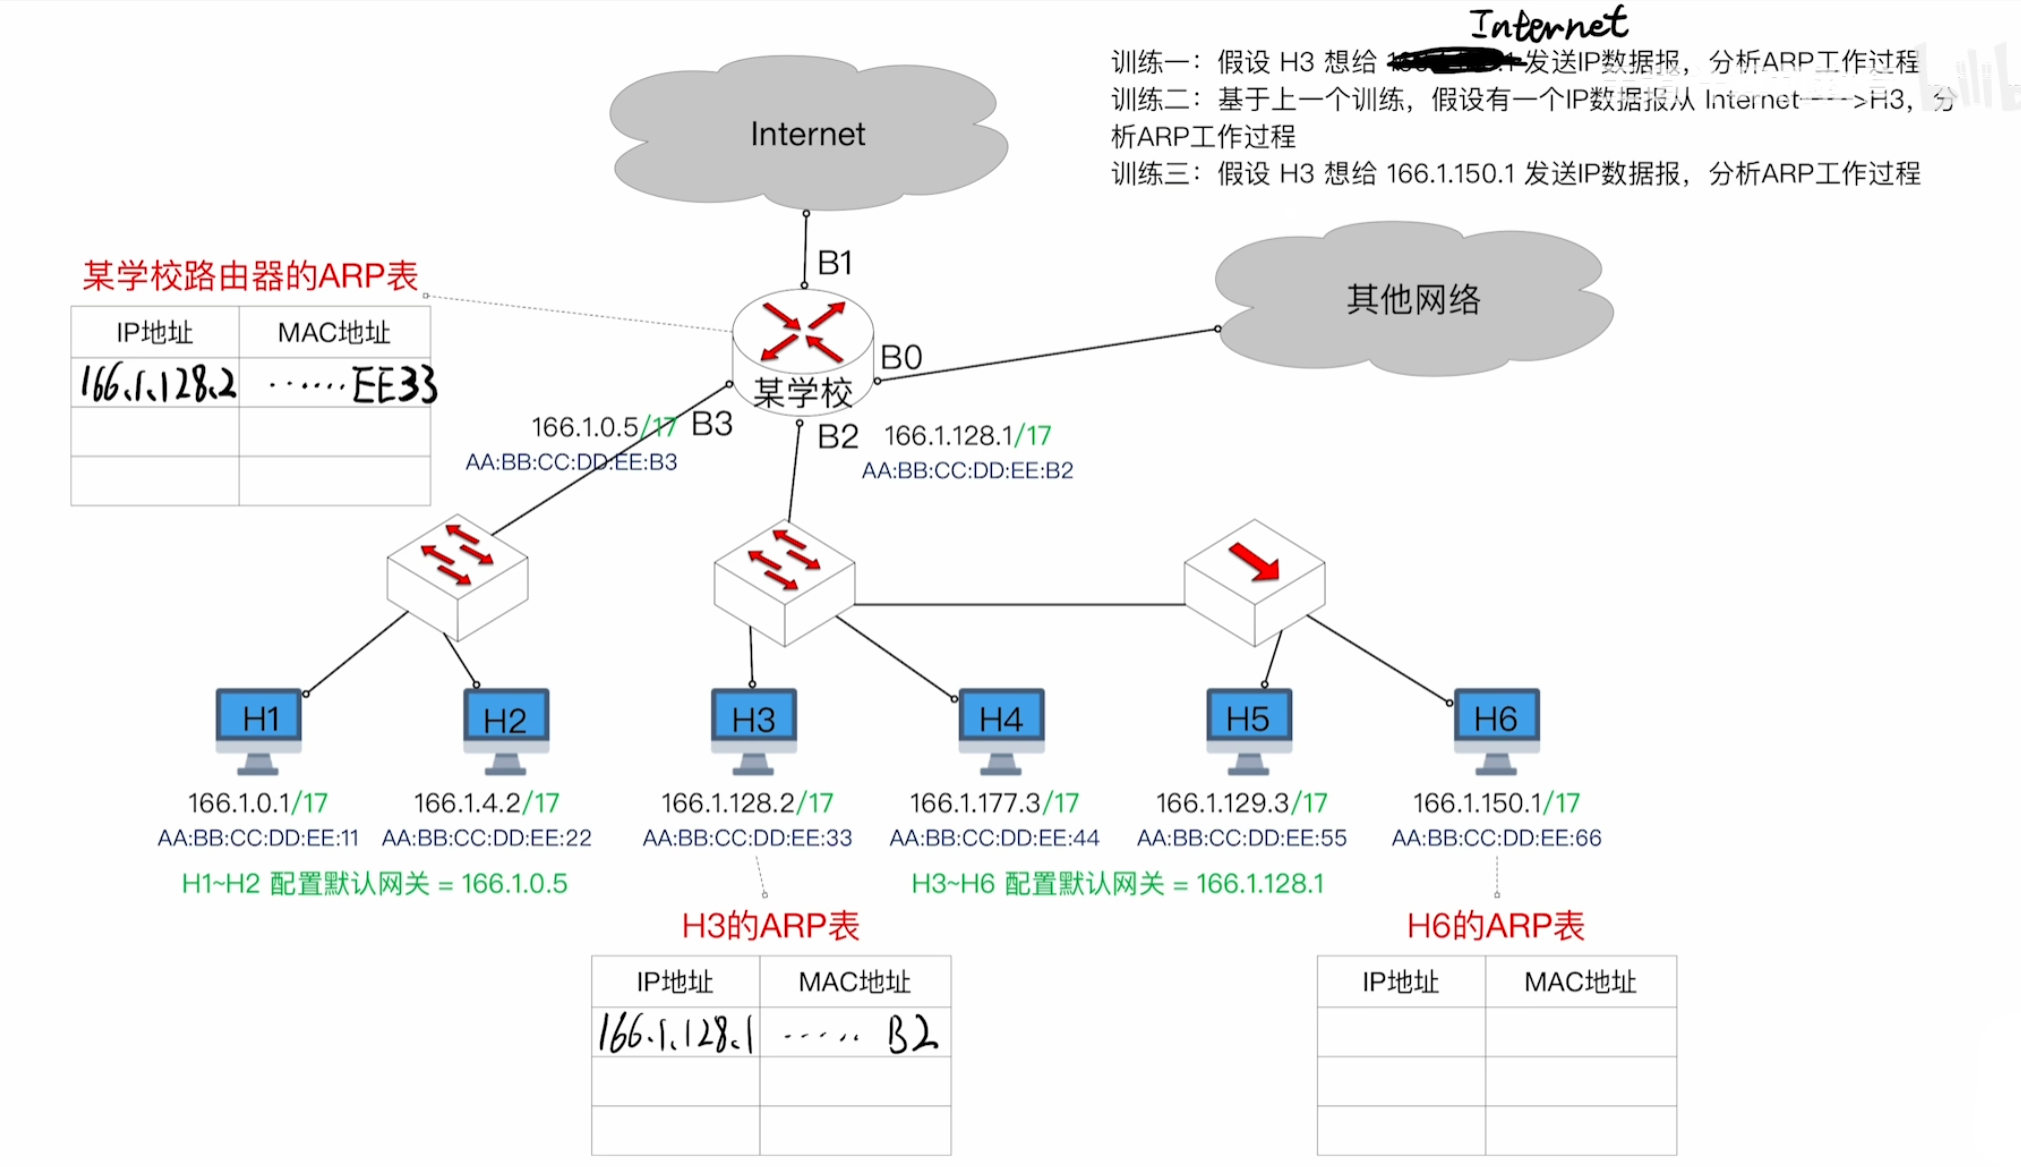 Internet
训练一：假设 H3 想给 发送IP数据报，分析ARP工作过程
训练二：基于上一个训练，假设有一个IP数据报从 Internet---->H3，分
析ARP工作过程
训练三：假设 H3 想给 166.1.150.1 发送IP数据报，分析ARP工作过程
Internet
B1
其他网络
某学校路由器的ARP表
IP地址 MAC地址
166.1.128.2 ......EE33
B0
某学校
166.1.0.5/17 B3
AA:BB:CC:DD:EE:B3
B2 166.1.128.1/17
AA:BB:CC:DD:EE:B2
H1 H2 H3 H4 H5 H6
166.1.0.1/17 166.1.4.2/17 166.1.128.2/17 166.1.177.3/17 166.1.129.3/17 166.1.150.1/17
AA:BB:CC:DD:EE:11 AA:BB:CC:DD:EE:22 AA:BB:CC:DD:EE:33 AA:BB:CC:DD:EE:44 AA:BB:CC:DD:EE:55 AA:BB:CC:DD:EE:66
H1~H2 配置默认网关 = 166.1.0.5 H3~H6 配置默认网关 = 166.1.128.1
H3的ARP表
IP地址 MAC地址
166.1.128.1 ...... B2
H6的ARP表
IP地址 MAC地址